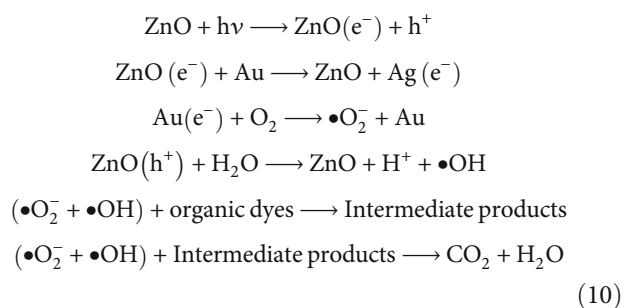 ZnO + hν ⟶ ZnO(e⁻) + h⁺
ZnO (e⁻) + Au ⟶ ZnO + Ag (e⁻)
Au(e⁻) + O₂ ⟶ •O₂⁻ + Au
ZnO(h⁺) + H₂O ⟶ ZnO + H⁺ + •OH
(•O₂⁻ + •OH) + organic dyes ⟶ Intermediate products
(•O₂⁻ + •OH) + Intermediate products ⟶ CO₂ + H₂O
(10)